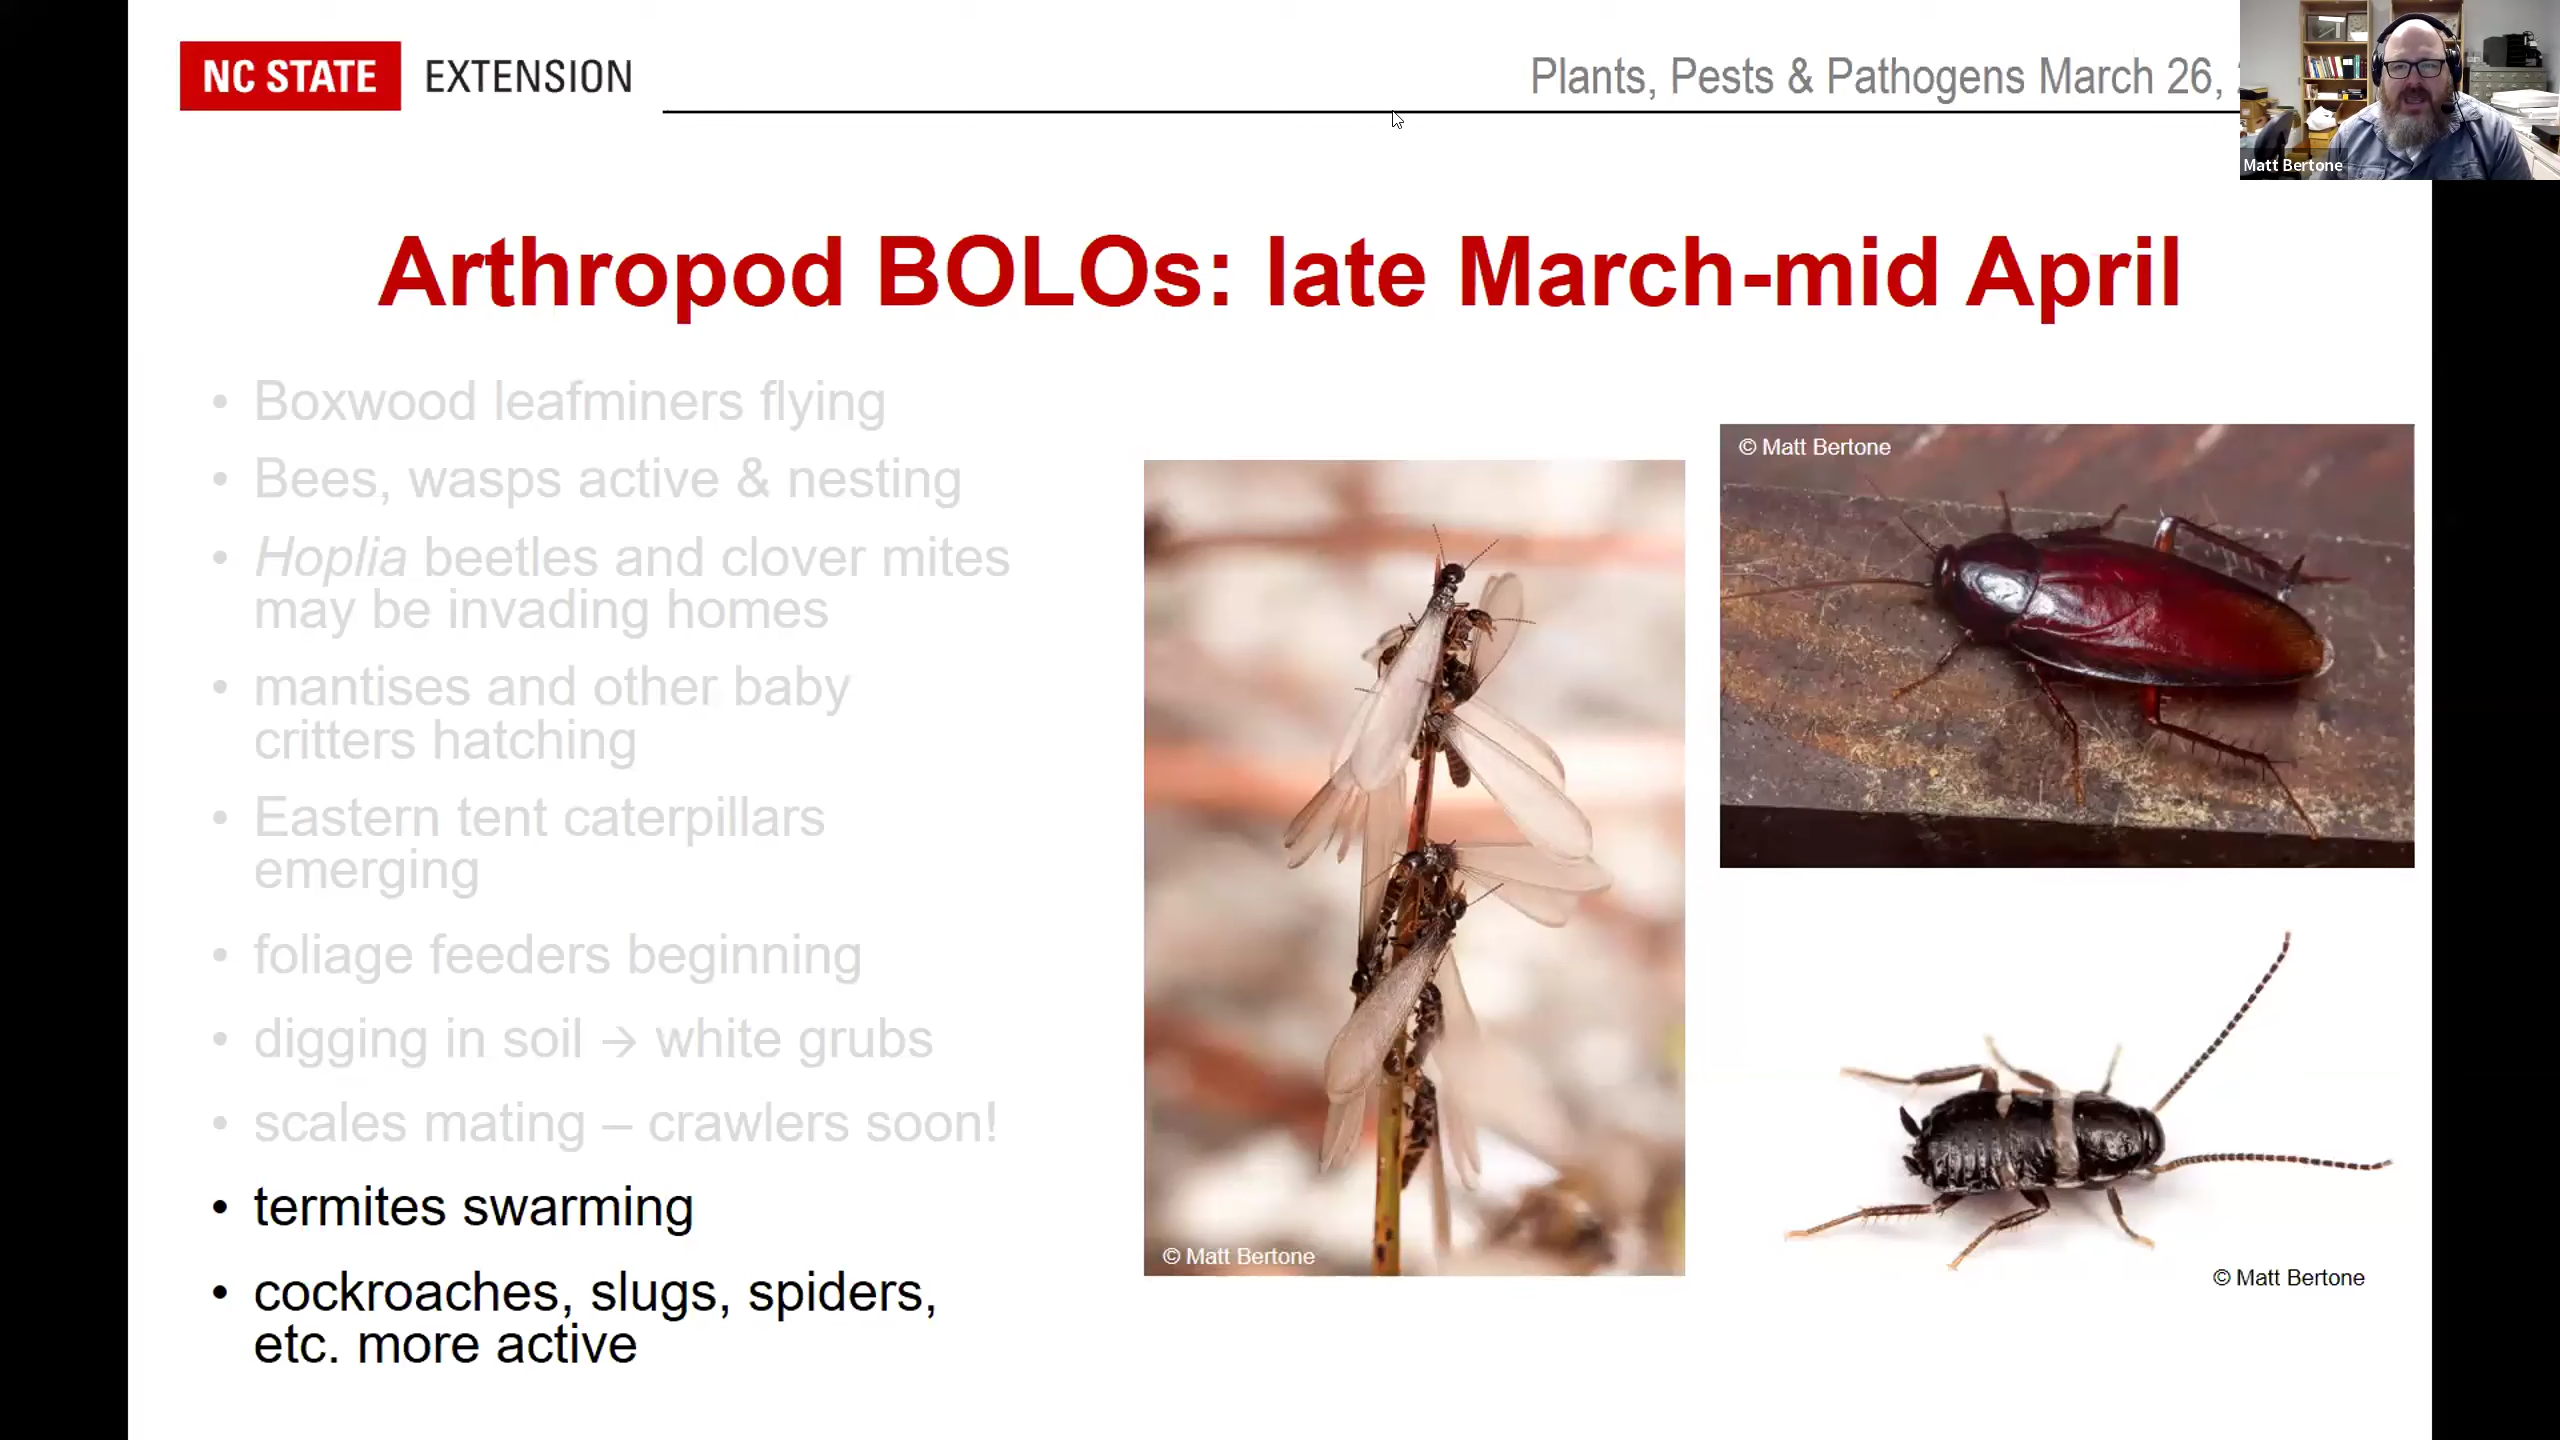 NC STATE EXTENSION
Plants, Pests & Pathogens March 26,
Matt Bertone
Arthropod BOLOs: late March-mid April
• Boxwood leafminers flying
• Bees, wasps active & nesting
• Hoplia beetles and clover mites
may be invading homes
• mantises and other baby
critters hatching
• Eastern tent caterpillars
emerging
• foliage feeders beginning
• digging in soil → white grubs
• scales mating – crawlers soon!
• termites swarming
• cockroaches, slugs, spiders,
etc. more active
© Matt Bertone
© Matt Bertone
© Matt Bertone